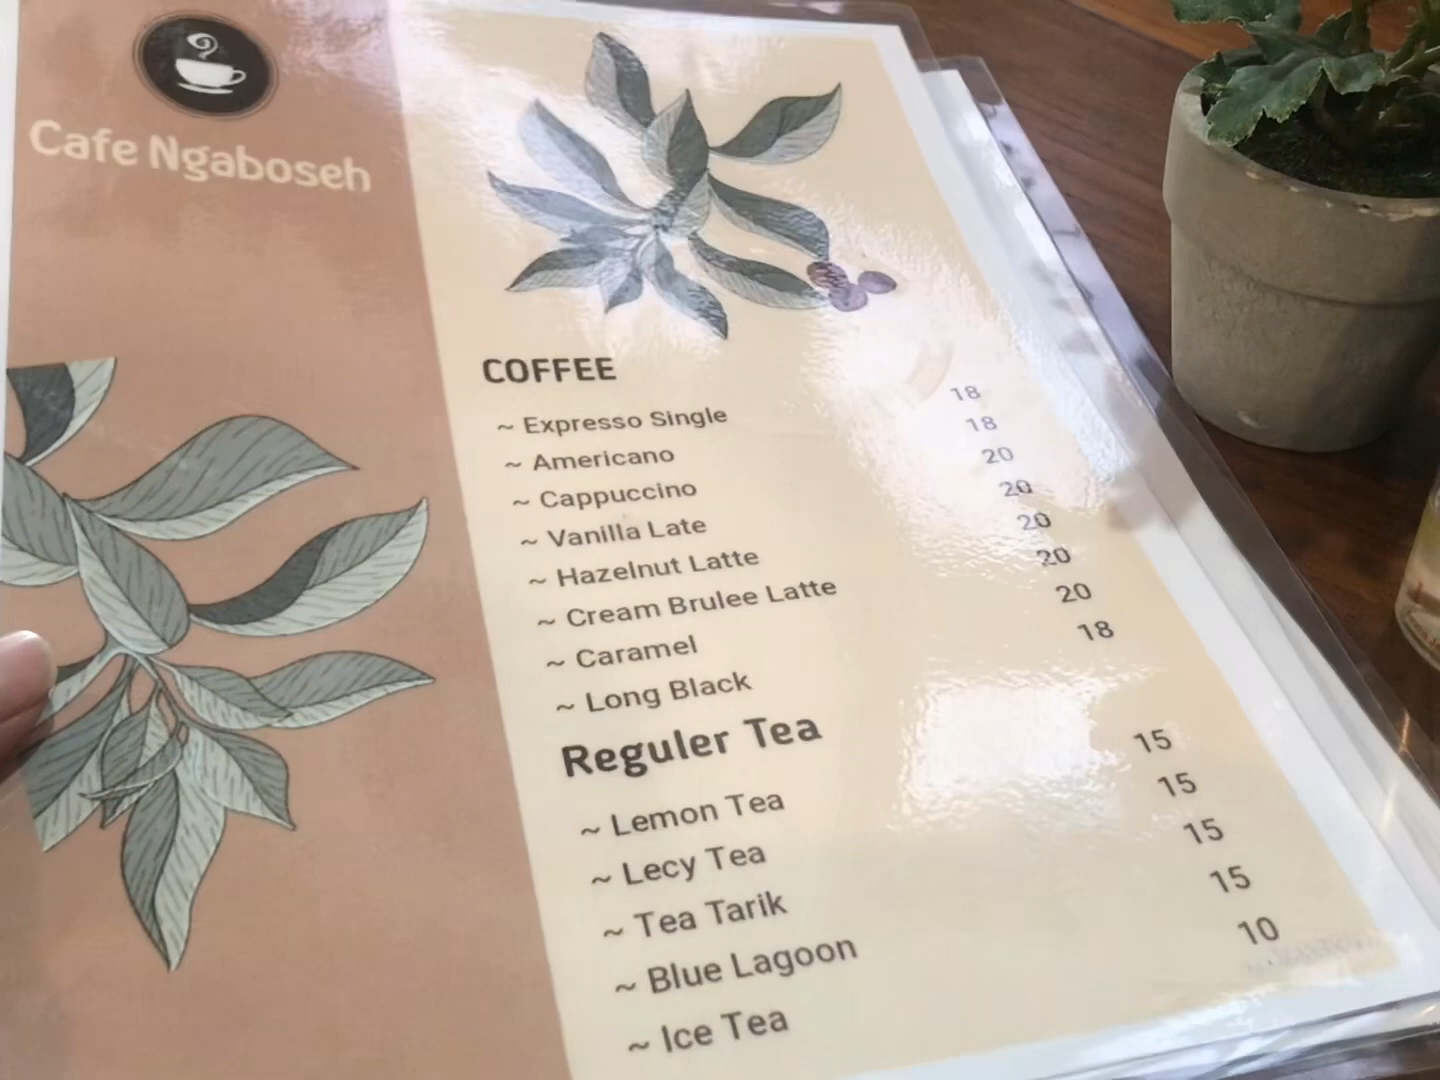 Cafe Ngaboseh
COFFEE
~ Expresso Single 18
~ Americano 18
~ Cappuccino 20
~ Vanilla Late 20
~ Hazelnut Latte 20
~ Cream Brulee Latte 20
~ Caramel 20
~ Long Black 18
Reguler Tea
~ Lemon Tea 15
~ Lecy Tea 15
~ Tea Tarik 15
~ Blue Lagoon 15
~ Ice Tea 10